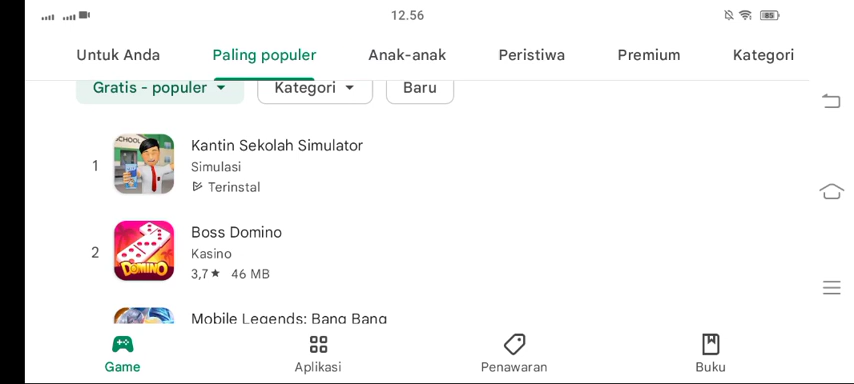 12.56
85
Untuk Anda
Paling populer
Anak-anak
Peristiwa
Premium
Kategori
Gratis - populer
Kategori
Baru
1
SCHOOL
Kantin Sekolah Simulator
Simulasi
Terinstal
2
DOMINO
Boss Domino
Kasino
3,7★ 46 MB
Mobile Legends: Bang Bang
Game
Aplikasi
Penawaran
Buku